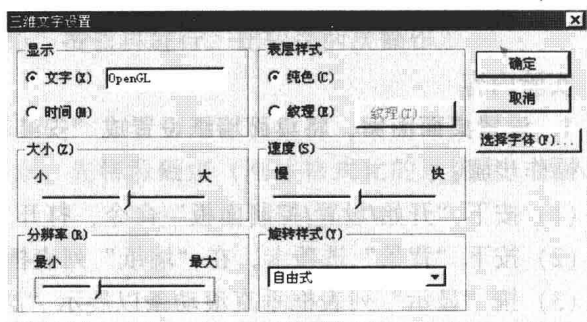 三维文字设置
显示
文字(X) OpenGL
时间(M)
表层样式
纯色(C)
纹理(E) 纹理(T)
确定
取消
选择字体(F)...
大小(Z)
小 大
速度(S)
慢 快
分辨率(R)
最小 最大
旋转样式(Y)
自由式